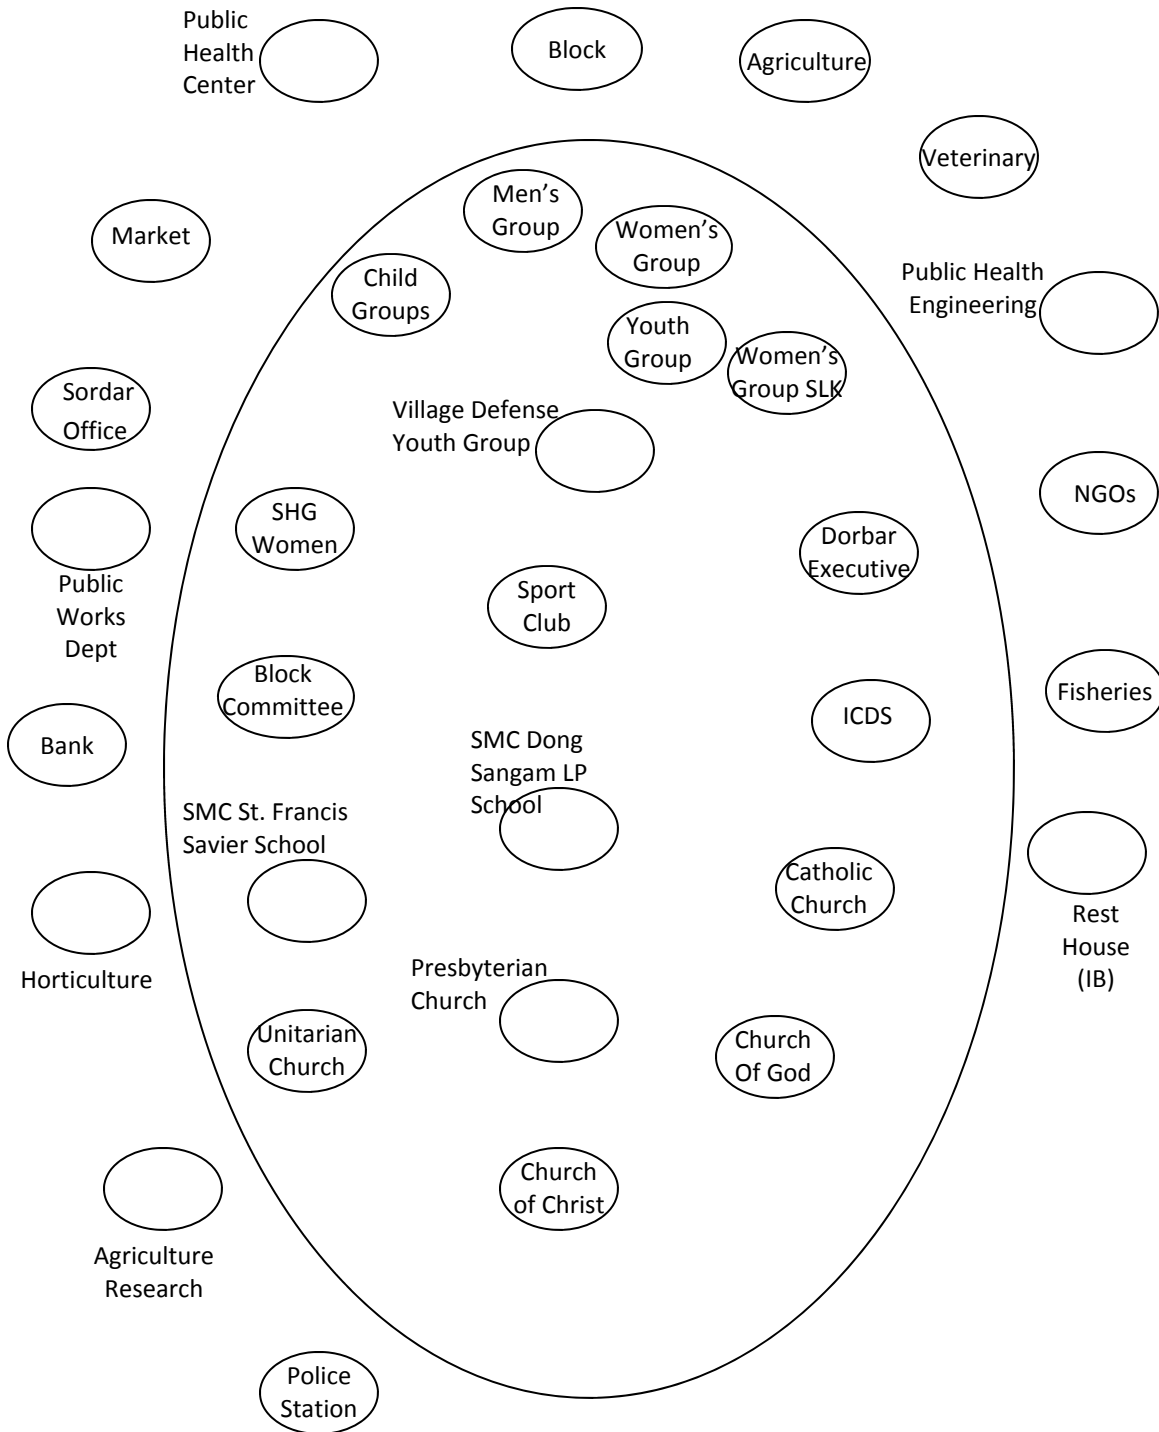 Public
Health
Center
Block
Agriculture
Veterinary
Men’s
Group
Women’s
Group
Market
Child
Groups
Public Health
Engineering
Youth
Group
Women’s
Group SLK
Sordar
Office
Village Defense
Youth Group
NGOs
SHG
Women
Dorbar
Executive
Public
Works
Dept
Sport
Club
Block
Committee
Fisheries
ICDS
Bank
SMC Dong
Sangam LP
School
SMC St. Francis
Savier School
Catholic
Church
Rest
House
(IB)
Horticulture
Presbyterian
Church
Unitarian
Church
Church
Of God
Church
of Christ
Agriculture
Research
Police
Station